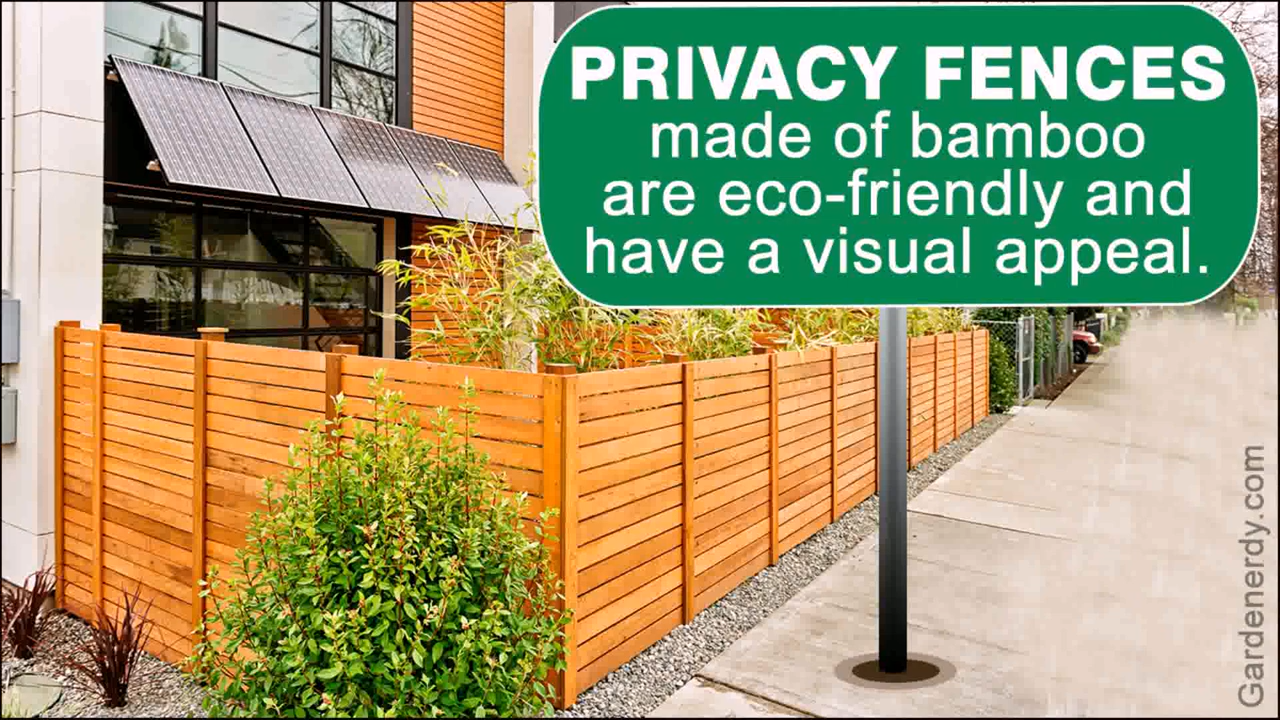 PRIVACY FENCES
made of bamboo
are eco-friendly and
have a visual appeal.
Gardenerdy.com